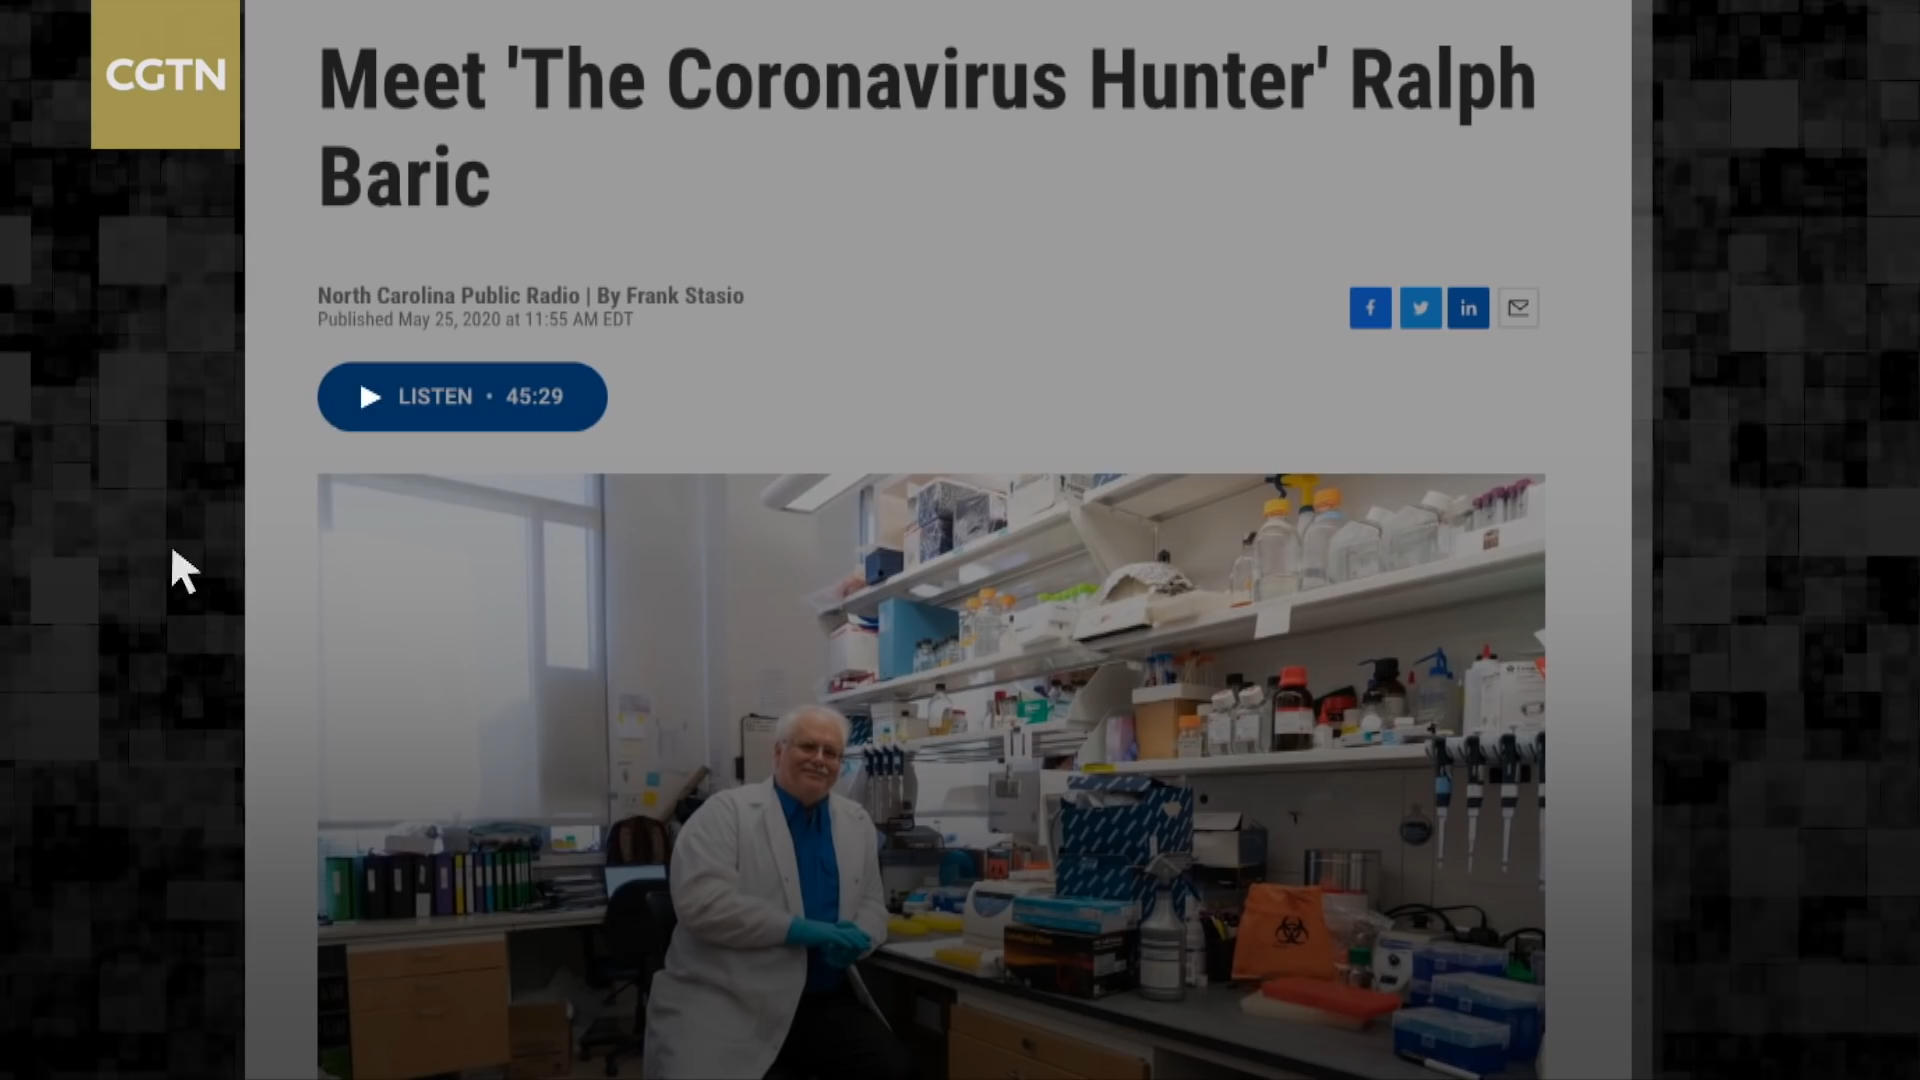 CGTN
Meet 'The Coronavirus Hunter' Ralph
Baric
North Carolina Public Radio | By Frank Stasio
Published May 25, 2020 at 11:55 AM EDT
f
in
LISTEN • 45:29